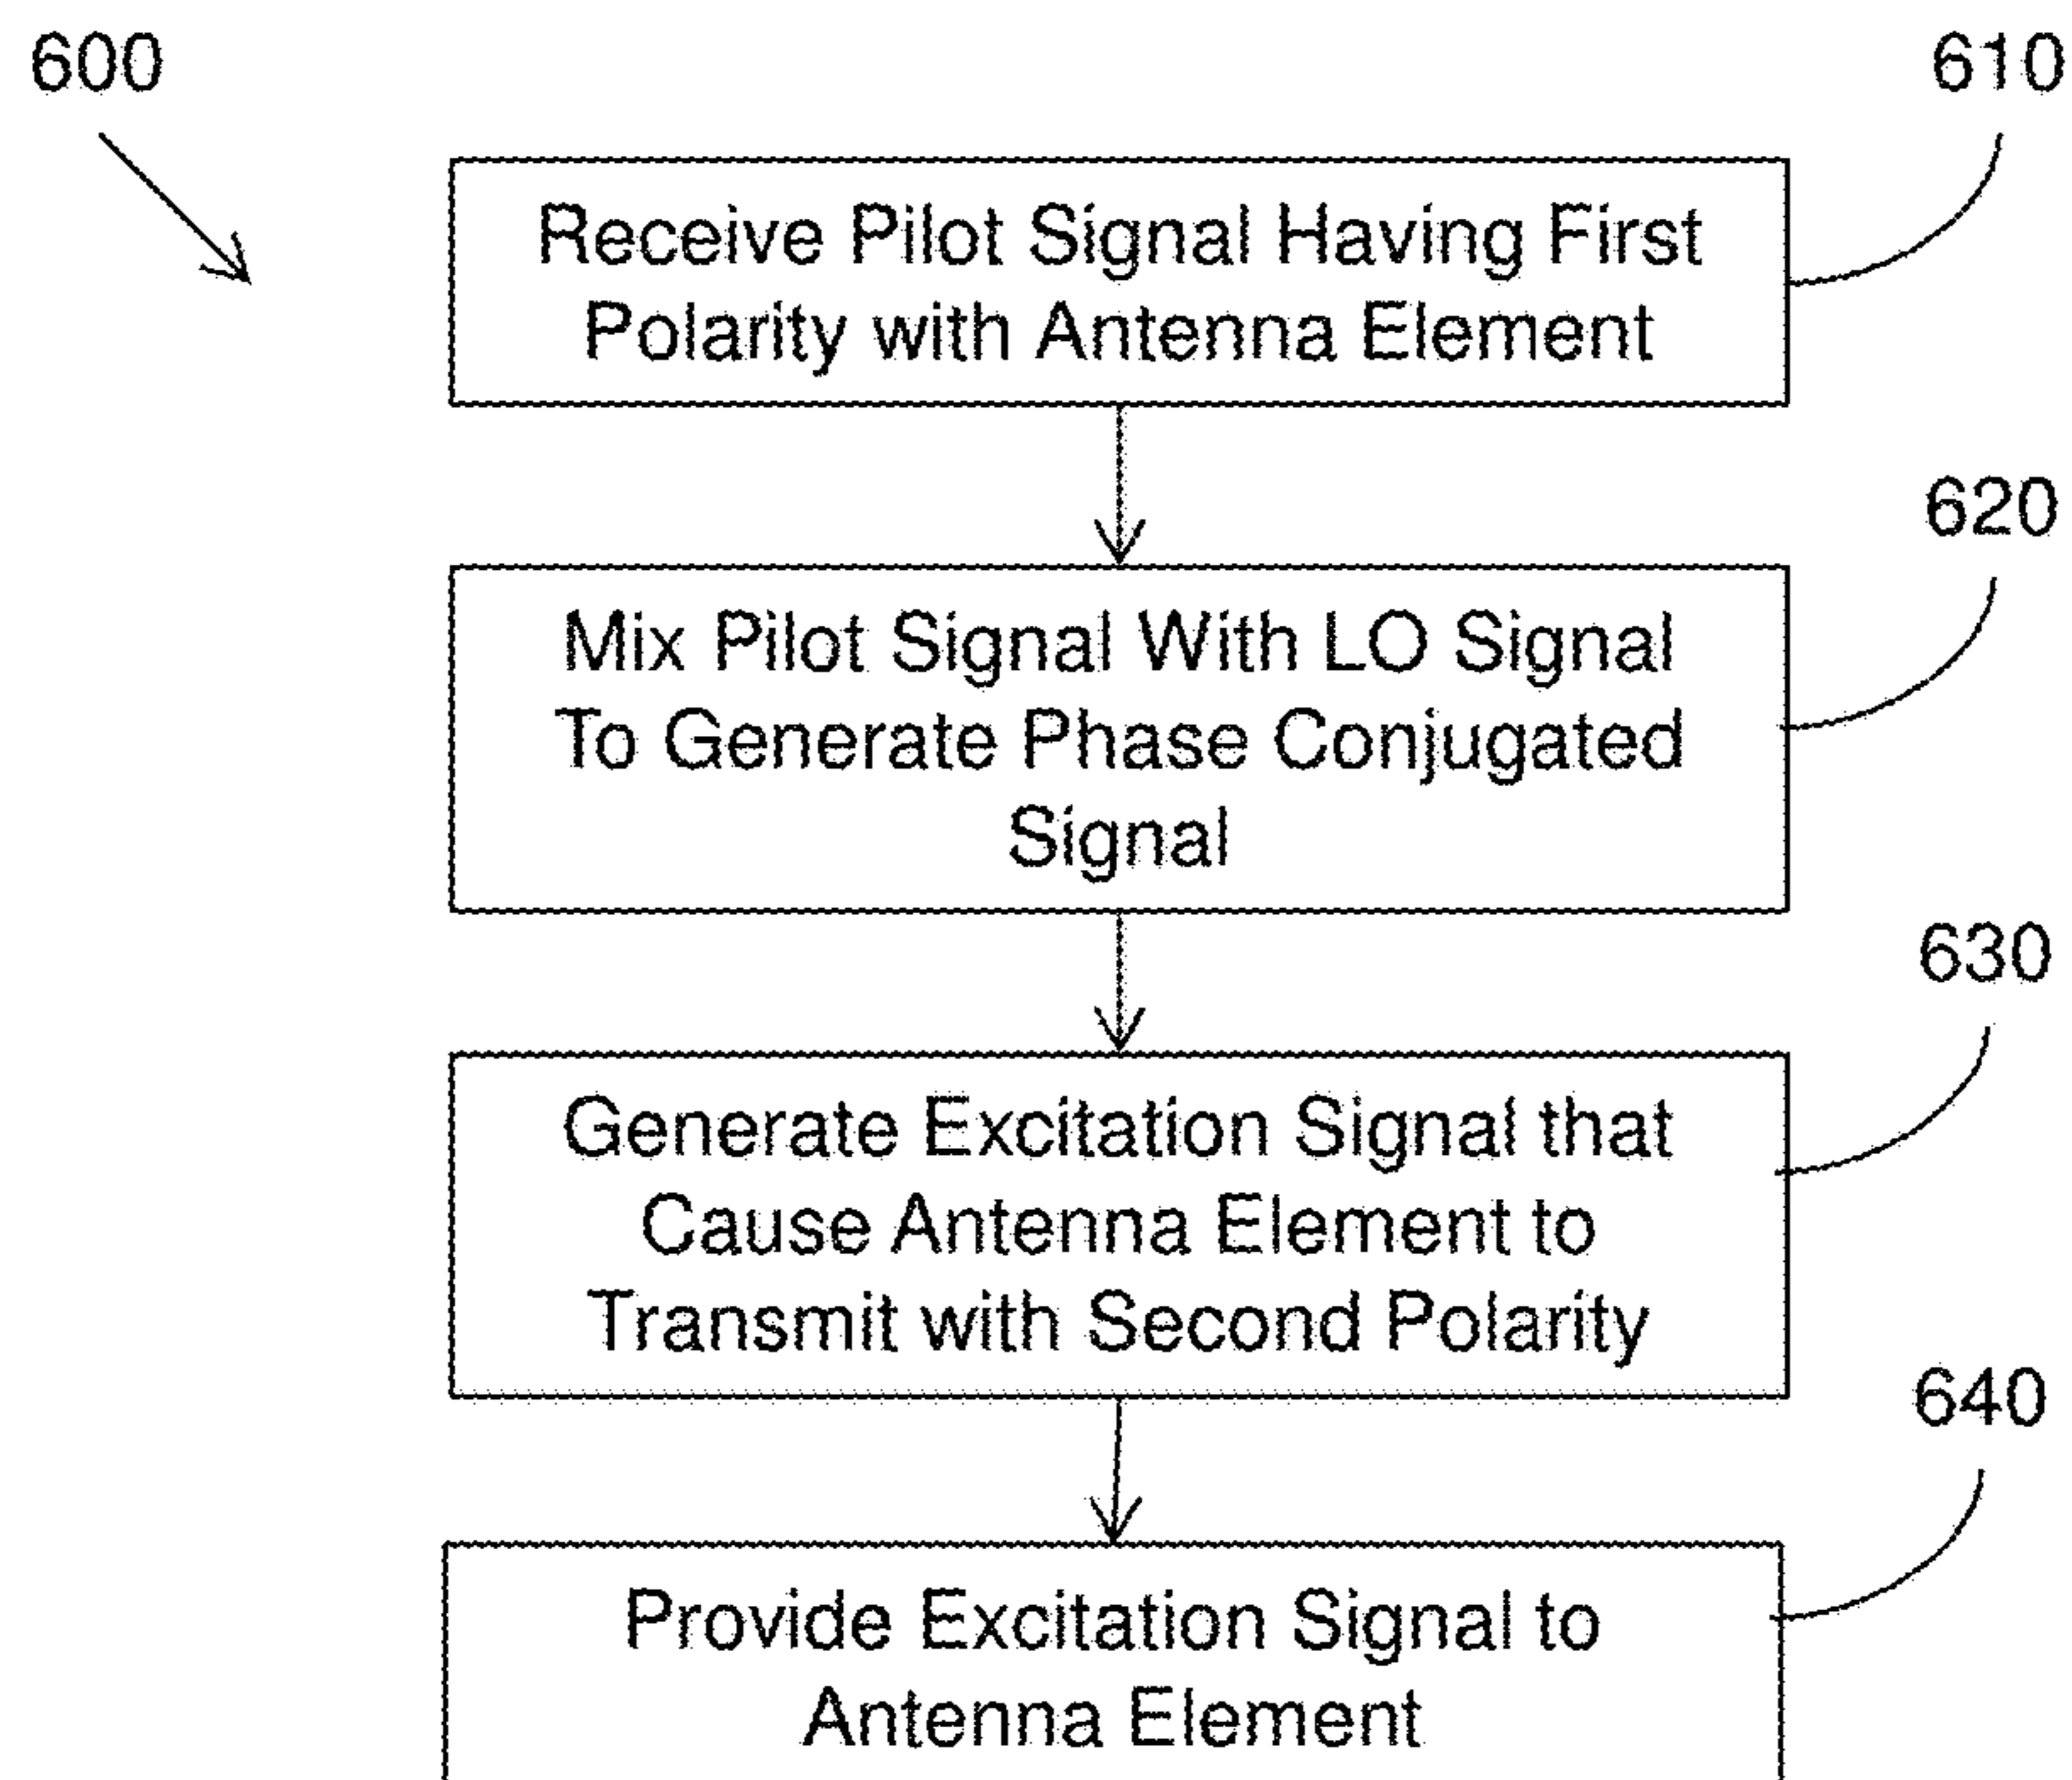 600
610
Receive Pilot Signal Having First
Polarity with Antenna Element
620
Mix Pilot Signal With LO Signal
To Generate Phase Conjugated
Signal
630
Generate Excitation Signal that
Cause Antenna Element to
Transmit with Second Polarity
640
Provide Excitation Signal to
Antenna Element